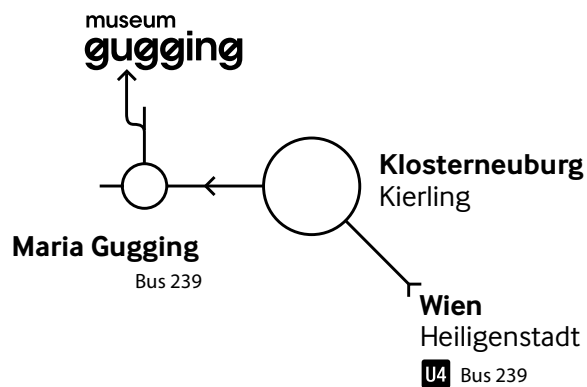 museum
gugging
Klosterneuburg
Kierling
Maria Gugging
Bus 239
Wien
Heiligenstadt
U4 Bus 239